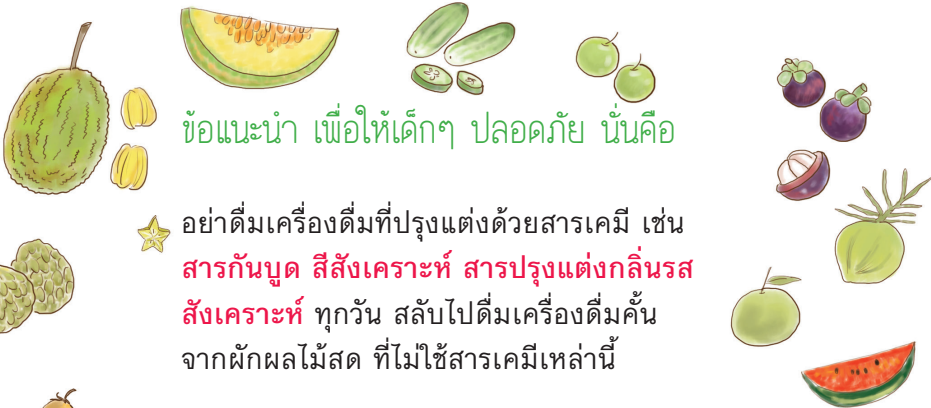 ข้อแนะนำ เพื่อให้เด็กๆ ปลอดภัย นั่นคือ
อย่าดื่มเครื่องดื่มที่ปรุงแต่งด้วยสารเคมี เช่น
สารกันบูด สีสังเคราะห์ สารปรุงแต่งกลิ่นรส
สังเคราะห์ ทุกวัน สลับไปดื่มเครื่องดื่มคั้น
จากผักผลไม้สด ที่ไม่ใช้สารเคมีเหล่านี้